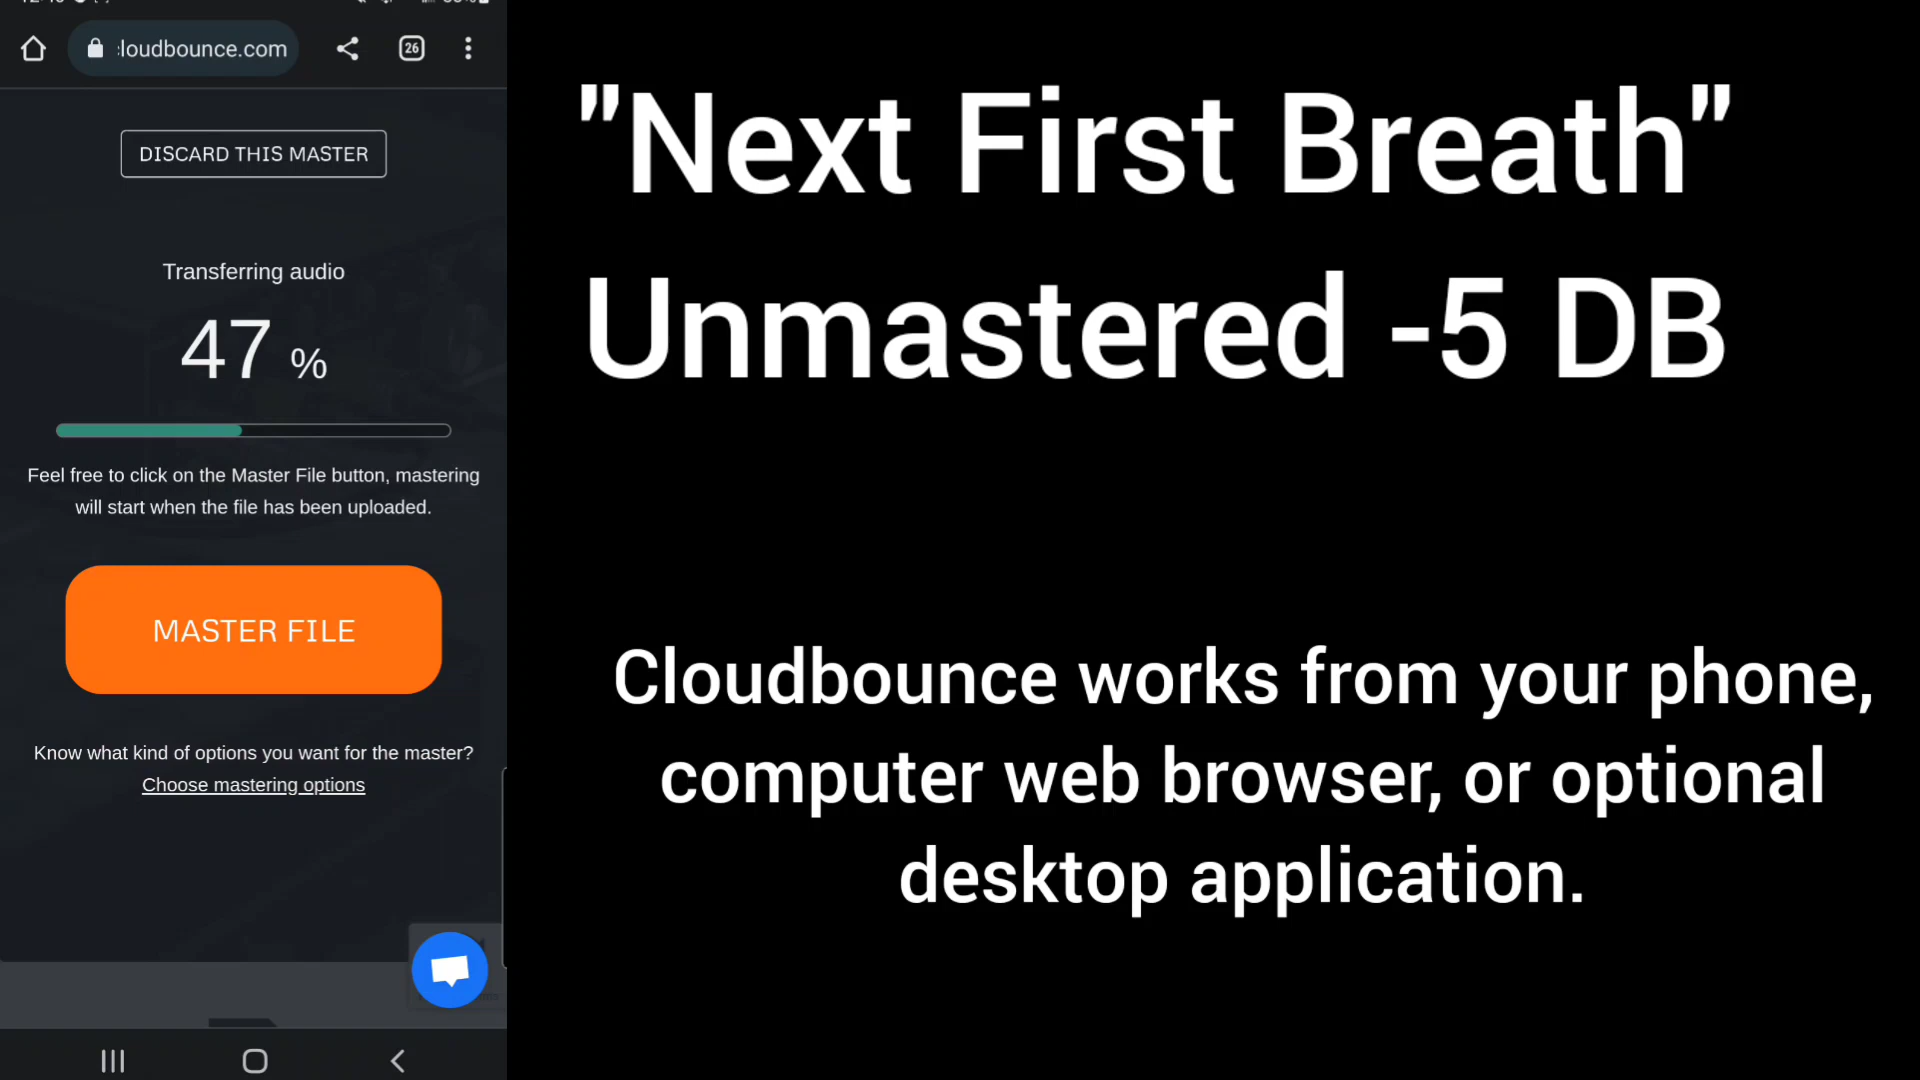 :loudbounce.com
26
DISCARD THIS MASTER
Transferring audio
47 %
Feel free to click on the Master File button, mastering
will start when the file has been uploaded.
MASTER FILE
Know what kind of options you want for the master?
Choose mastering options
"Next First Breath"
Unmastered -5 DB
Cloudbounce works from your phone,
computer web browser, or optional
desktop application.